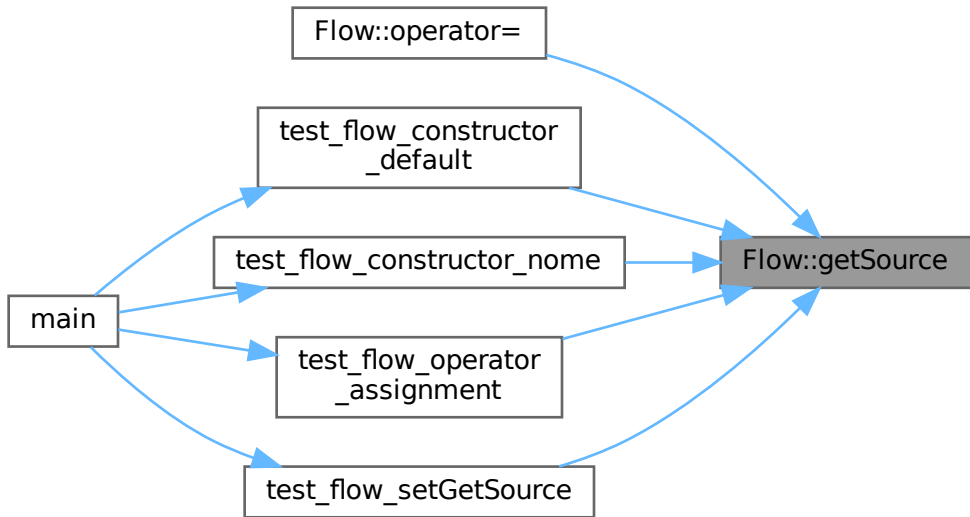 Flow::operator=
test_flow_constructor
_default
test_flow_constructor_nome
Flow::getSource
main
test_flow_operator
_assignment
test_flow_setGetSource